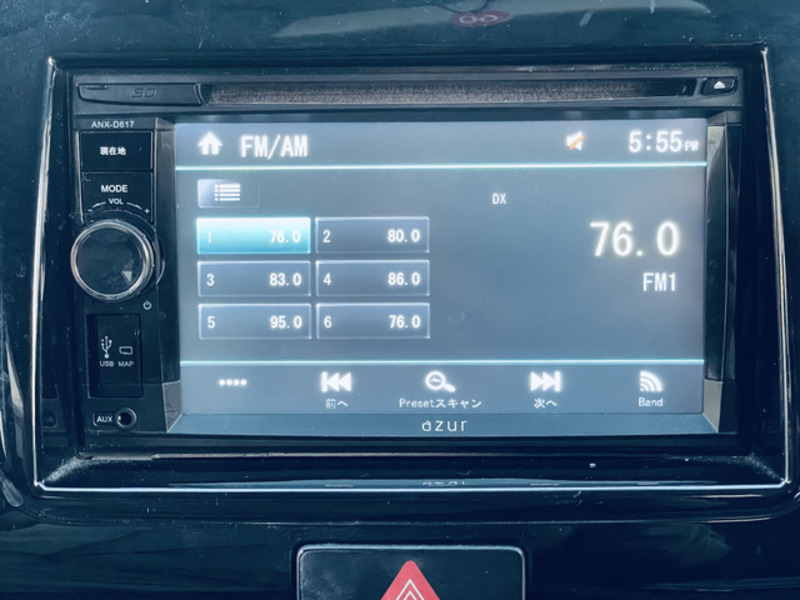 SD
ANX-D617
現在地
MODE
VOL
- +
USB MAP
AUX
FM/AM
5:55PM
DX
1 76.0
2 80.0
76.0
FM1
3 83.0
4 86.0
5 95.0
6 76.0
前へ
Presetスキャン
次へ
Band
azur